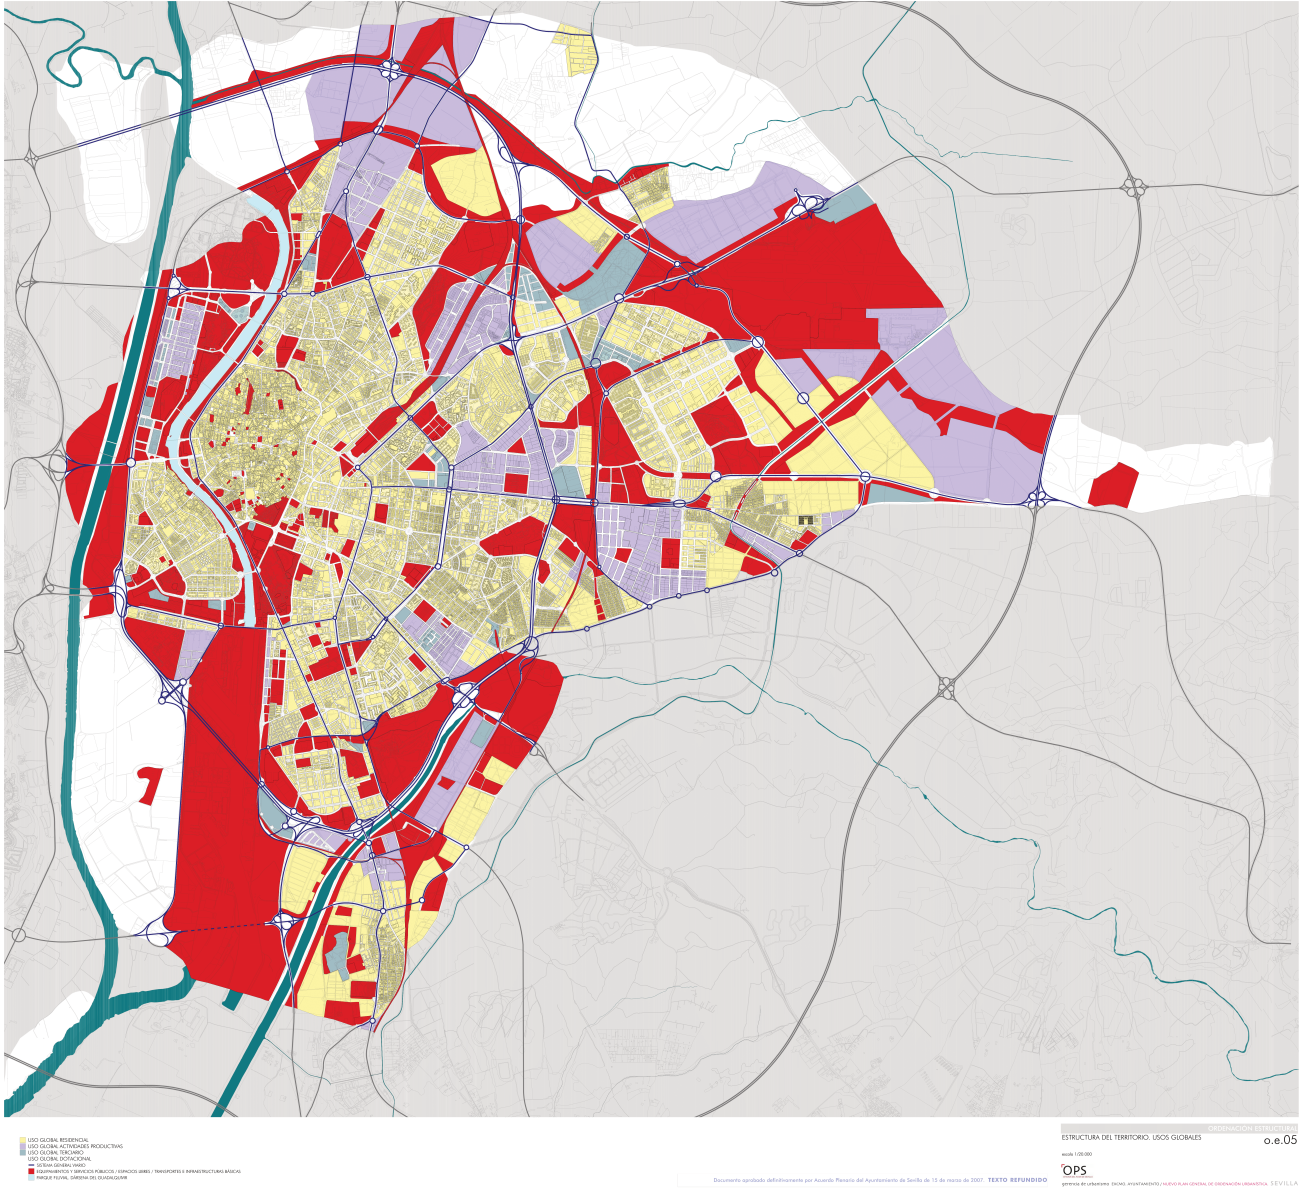 USO GLOBAL RESIDENCIAL
USO GLOBAL ACTIVIDADES PRODUCTIVAS
USO GLOBAL TERCIARIO
USO GLOBAL DOTACIONAL
SISTEMA GENERAL VIARIO
EQUIPAMIENTOS Y SERVICIOS PÚBLICOS / ESPACIOS LIBRES / TRANSPORTES E INFRAESTRUCTURAS BÁSICAS
PARQUE FLUVIAL. DÁRSENA DEL GUADALQUIVIR
Documento aprobado definitivamente por Acuerdo Plenario del Ayuntamiento de Sevilla de 15 de marzo de 2007 TEXTO REFUNDIDO
ORDENACIÓN ESTRUCTURAL
ESTRUCTURA DEL TERRITORIO. USOS GLOBALES
o.e.05
escala 1/20.000
OPS
gerencia de urbanismo. EXCMO. AYUNTAMIENTO / NUEVO PLAN GENERAL DE ORDENACIÓN URBANÍSTICA. SEVILLA